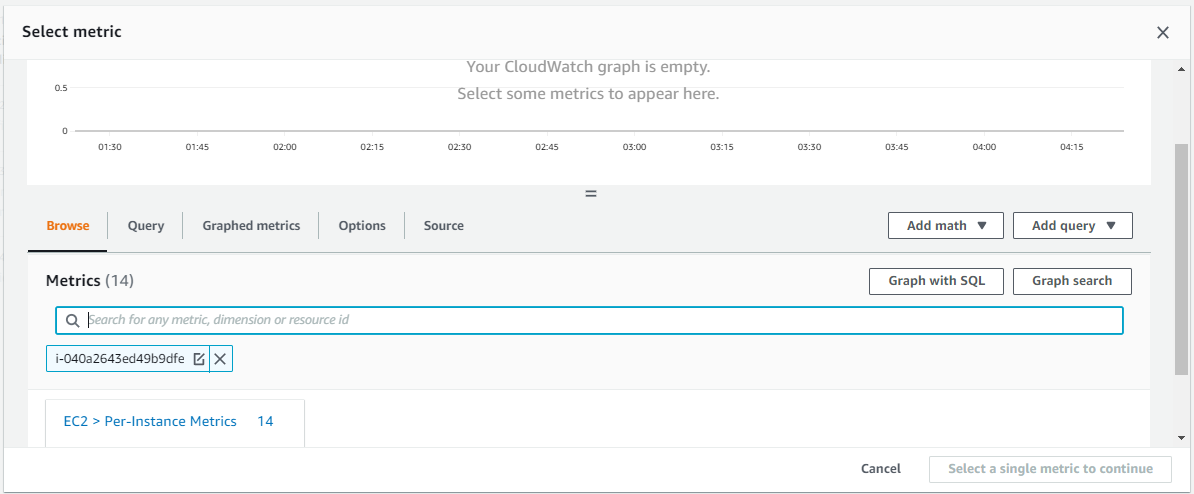 Select metric
Your CloudWatch graph is empty.
0.5
Select some metrics to appear here.
0
01:30 01:45 02:00 02:15 02:30 02:45 03:00 03:15 03:30 03:45 04:00 04:15
Browse Query Graphed metrics Options Source Add math Add query
Metrics (14) Graph with SQL Graph search
Search for any metric, dimension or resource id
i-040a2643ed49b9dfe
EC2 > Per-Instance Metrics 14
Cancel Select a single metric to continue